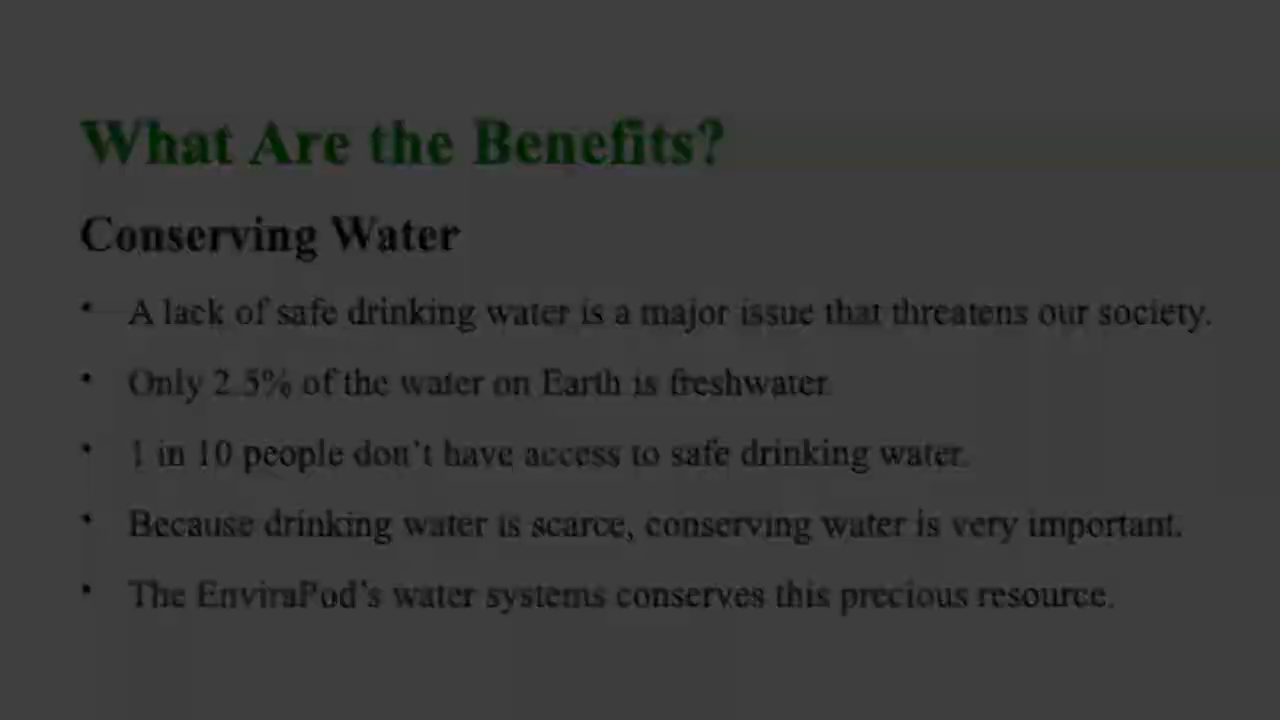 What Are the Benefits?
Conserving Water
• A lack of safe drinking water is a major issue that threatens our society.
• Only 2.5% of the water on Earth is freshwater.
• 1 in 10 people don't have access to safe drinking water.
• Because drinking water is scarce, conserving water is very important.
• The EnviraPod's water systems conserves this precious resource.